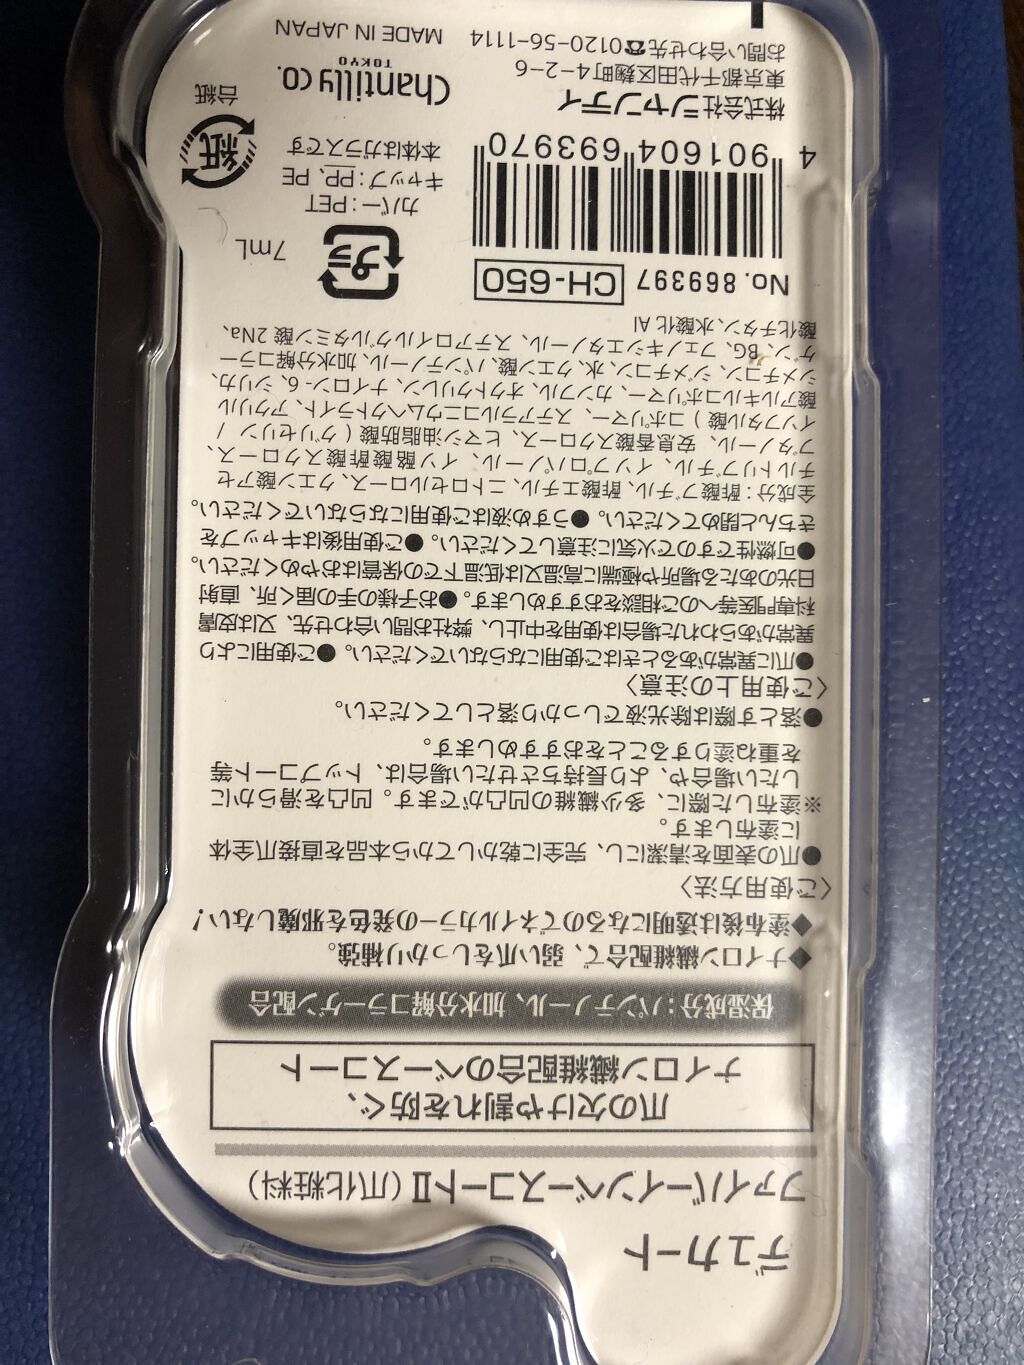 デュカート
ファイバーインベースコートⅡ（爪化粧料）
爪の欠けや割れを防ぐ、
ナイロン繊維配合のベースコート
保湿成分：パンテノール、加水分解コラーゲン配合
◆ナイロン繊維配合で、弱い爪をしっかり補強。
◆塗布後は透明になるのでネイルカラーの発色を邪魔しない！
〈ご使用方法〉
●爪の表面を清潔にし、完全に乾かしてから本品を直接爪全体
に塗布します。
※塗布した際に、多少繊維の凹凸がでます。凹凸を滑らかに
したい場合や、より長持ちさせたい場合は、トップコート等
を重ね塗りすることをおすすめします。
●落とす際は除光液でしっかり落としてください。
〈ご使用上の注意〉
●爪に異常があるときはご使用にならないでください。●ご使用により
異常があらわれた場合は使用を中止し、弊社お問い合わせ先、又は皮膚
科専門医等へのご相談をおすすめします。●お子様の手の届く所、直射
日光のあたる場所や極端に高温又は低温下での保管はおやめください。
●可燃性ですので火気に注意してください。●ご使用後はキャップを
きちんと閉めてください。●うすめ液はご使用にならないでください。
全成分：酢酸ブチル、酢酸エチル、ニトロセルロース、クエン酸アセ
チルトリブチル、イソプロパノール、イソ酪酸酢酸スクロース、
ブタノール、安息香酸スクロース、ヒマシ油脂肪酸（グリセリン／
イソフタル酸）コポリマー、ステアラルコニウムヘクトライト、アクリル
酸アルキルコポリマー、カンフル、オクトクリレン、ナイロン-6、シリカ、
シメチコン、ジメチコン、水、クエン酸、パンテノール、加水分解コラー
ゲン、BG、フェノキシエタノール、ステアロイルグルタミン酸2Na、
酸化チタン、水酸化Al
No. 869397 CH-650
プラ
7mL
カバー：PET
キャップ：PP、PE
本体はガラスです
4 901604 693970
紙
台紙
株式会社シャンティ
東京都千代田区麹町4-2-6
お問い合わせ先☎0120-56-1114
Chantilly co.
TOKYO
MADE IN JAPAN